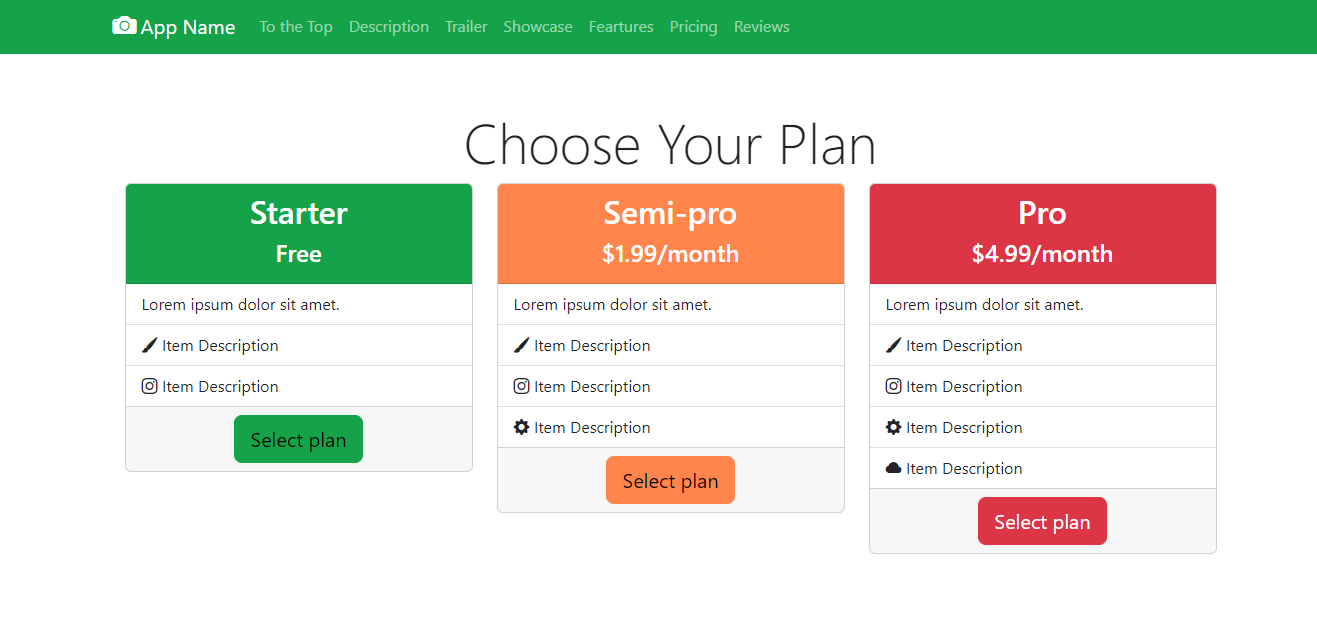 App Name To the Top Description Trailer Showcase Feartures Pricing Reviews
Choose Your Plan
Starter
Free
Lorem ipsum dolor sit amet.
Item Description
Item Description
Select plan
Semi-pro
$1.99/month
Lorem ipsum dolor sit amet.
Item Description
Item Description
Item Description
Select plan
Pro
$4.99/month
Lorem ipsum dolor sit amet.
Item Description
Item Description
Item Description
Item Description
Select plan